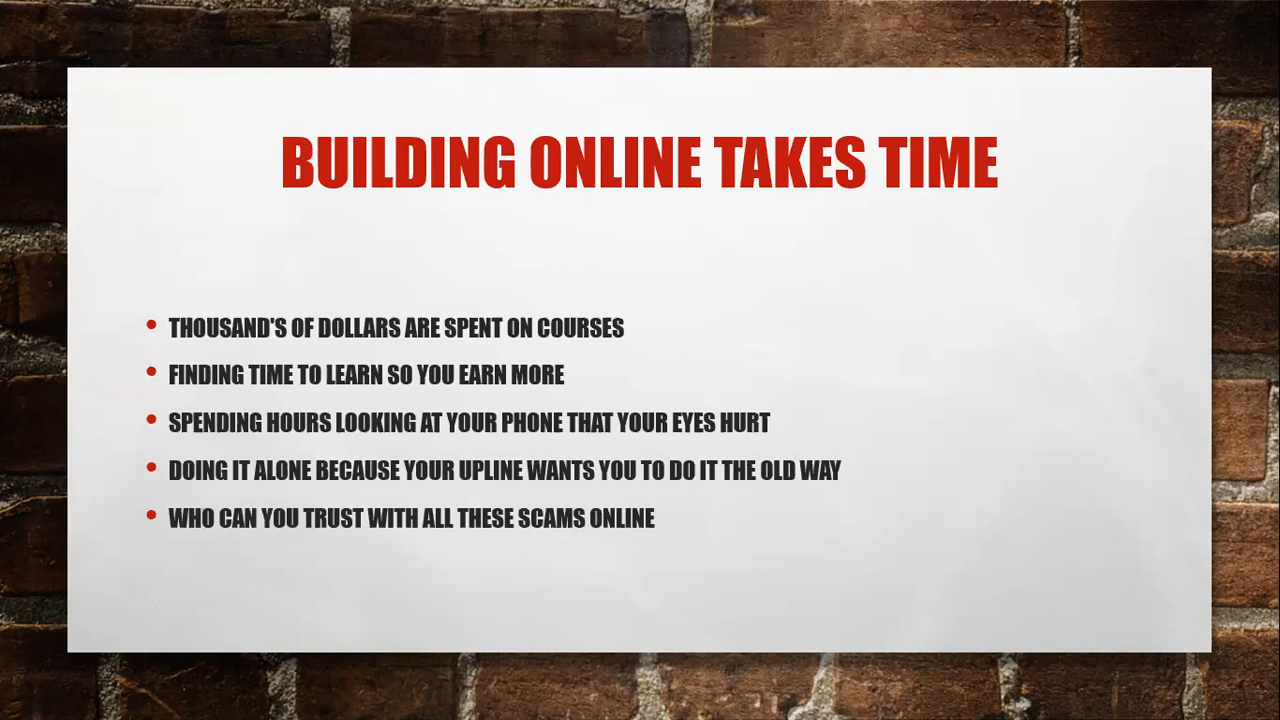 BUILDING ONLINE TAKES TIME
• THOUSAND'S OF DOLLARS ARE SPENT ON COURSES
• FINDING TIME TO LEARN SO YOU EARN MORE
• SPENDING HOURS LOOKING AT YOUR PHONE THAT YOUR EYES HURT
• DOING IT ALONE BECAUSE YOUR UPLINE WANTS YOU TO DO IT THE OLD WAY
• WHO CAN YOU TRUST WITH ALL THESE SCAMS ONLINE